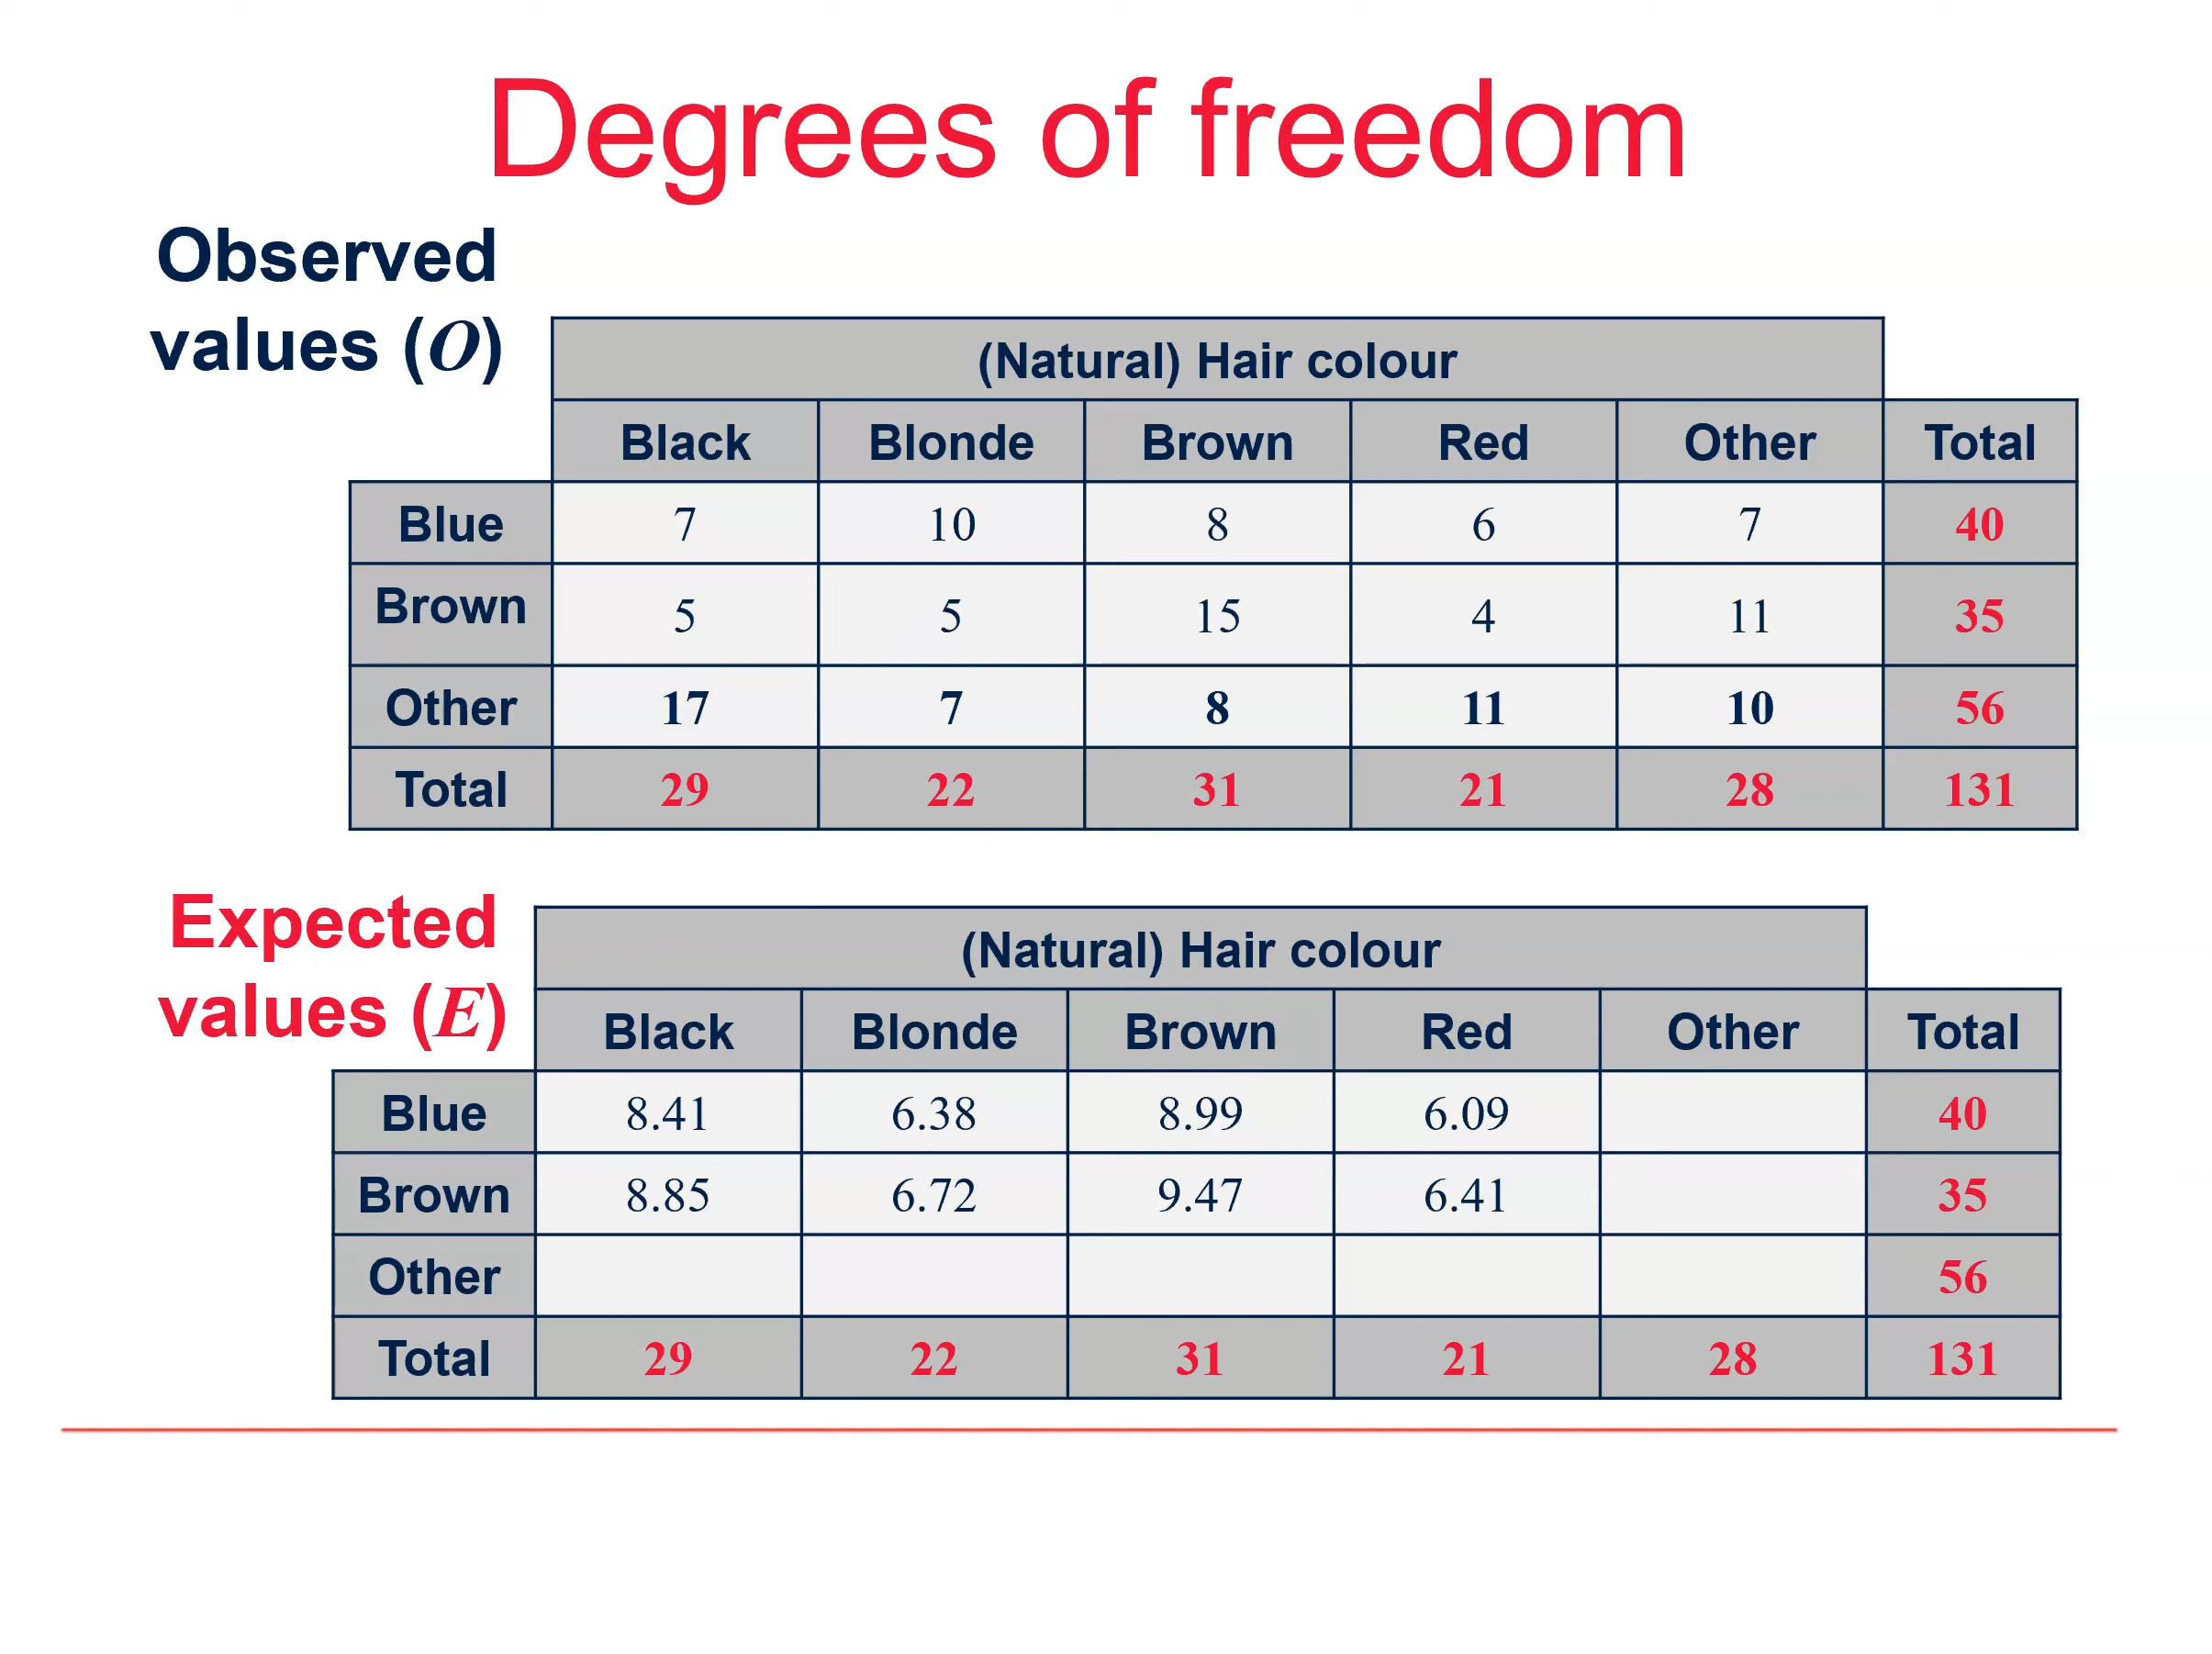 Degrees of freedom
Observed
values (O)
(Natural) Hair colour
Black Blonde Brown Red Other Total
Blue 7 10 8 6 7 40
Brown 5 5 15 4 11 35
Other 17 7 8 11 10 56
Total 29 22 31 21 28 131
Expected
values (E)
(Natural) Hair colour
Black Blonde Brown Red Other Total
Blue 8.41 6.38 8.99 6.09 40
Brown 8.85 6.72 9.47 6.41 35
Other 56
Total 29 22 31 21 28 131